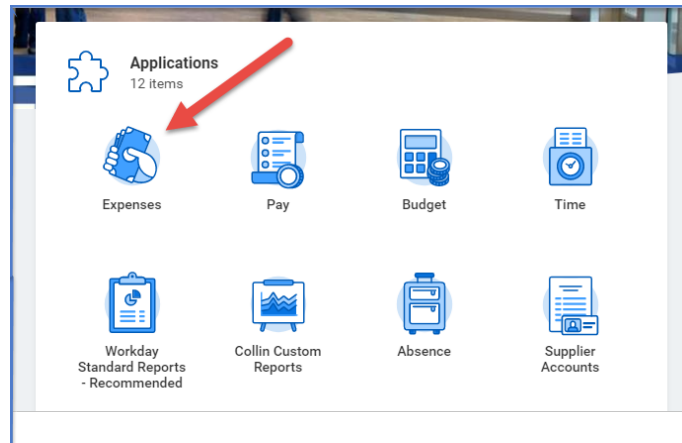 Applications
12 items
Expenses
Pay
Budget
Time
Workday
Standard Reports
- Recommended
Collin Custom
Reports
Absence
Supplier
Accounts